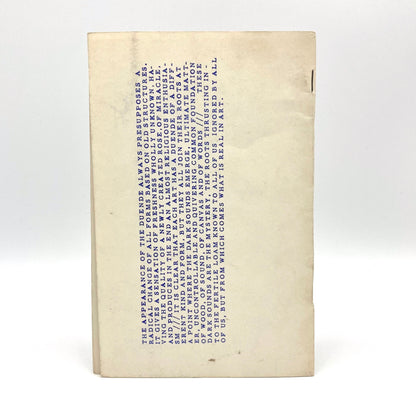 THE APPEARANCE OF THE DUENDE ALWAYS PRESUPPOSES A
RADICAL CHANGE OF ALL FORMS BASED ON OLD STRUCTURES.
IT GIVES A SENSATION OF FRESHNESS WHOLLY UNKNOWN, HA-
VING THE QUALITY OF A NEWLY CREATED ROSE, OF MIRACLE,
AND PRODUCES IN THE END AN ALMOST RELIGIOUS ENTHUSIA-
SM /// IT IS CLEAR THAT EACH ART HAS A DUENDE OF A DIFF-
ERENT KIND AND FORM, BUT THEY ALL JOIN THEIR ROOTS AT
A POINT WHERE THE DARK SOUNDS EMERGE, ULTIMATE MATT-
ER, UNCONTROLLABLE AND QUIVERING COMMON FOUNDATION
OF WOOD, OF SOUND, OF CANVAS AND OF WORDS /// THESE
DARK SOUNDS ARE THE MYSTERY, THE ROOTS THRUSTING IN-
TO THE FERTILE LOAM KNOWN TO ALL OF US, IGNORED BY ALL
OF US, BUT FROM WHICH COMES WHAT IS REAL IN ART.